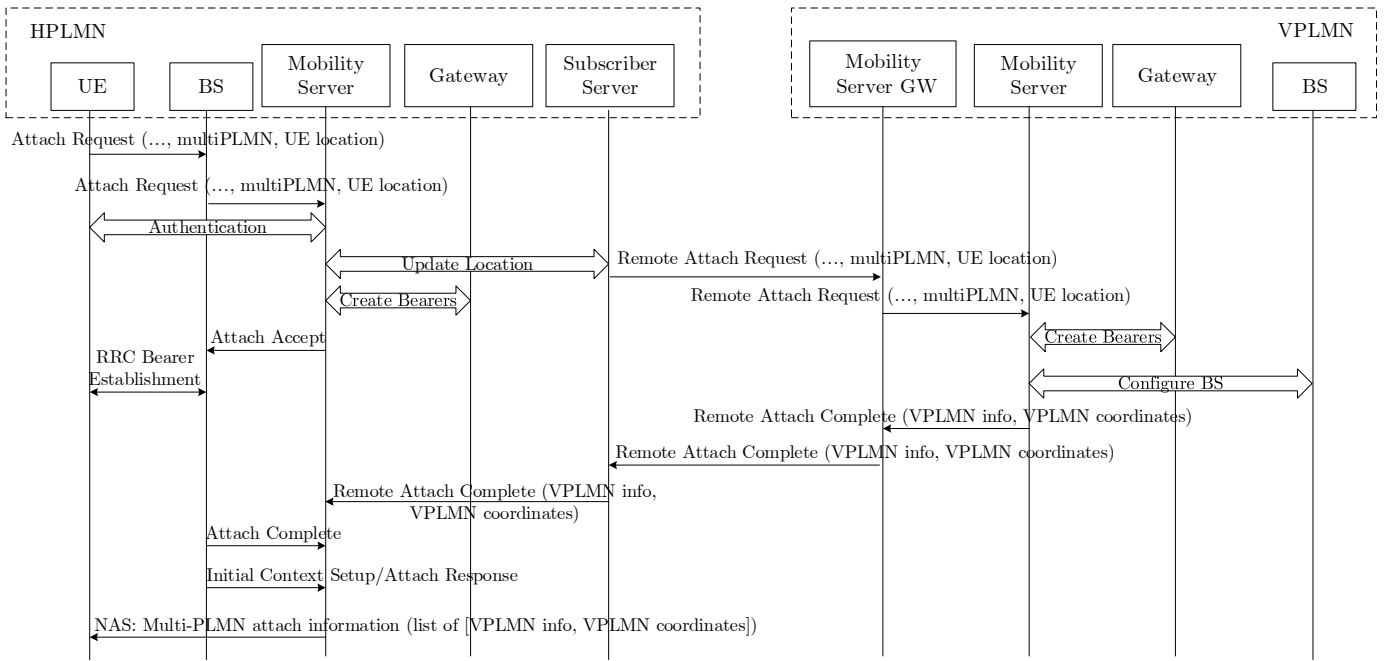 HPLMN
VPLMN
UE
BS
Mobility
Server
Gateway
Subscriber
Server
Mobility
Server GW
Mobility
Server
Gateway
BS
Attach Request (..., multiPLMN, UE location)
Attach Request (..., multiPLMN, UE location)
Authentication
Update Location
Remote Attach Request (..., multiPLMN, UE location)
Create Bearers
Remote Attach Request (..., multiPLMN, UE location)
Attach Accept
Create Bearers
RRC Bearer
Establishment
Configure BS
Remote Attach Complete (VPLMN info, VPLMN coordinates)
Remote Attach Complete (VPLMN info, VPLMN coordinates)
Remote Attach Complete (VPLMN info,
VPLMN coordinates)
Attach Complete
Initial Context Setup/Attach Response
NAS: Multi-PLMN attach information (list of [VPLMN info, VPLMN coordinates])